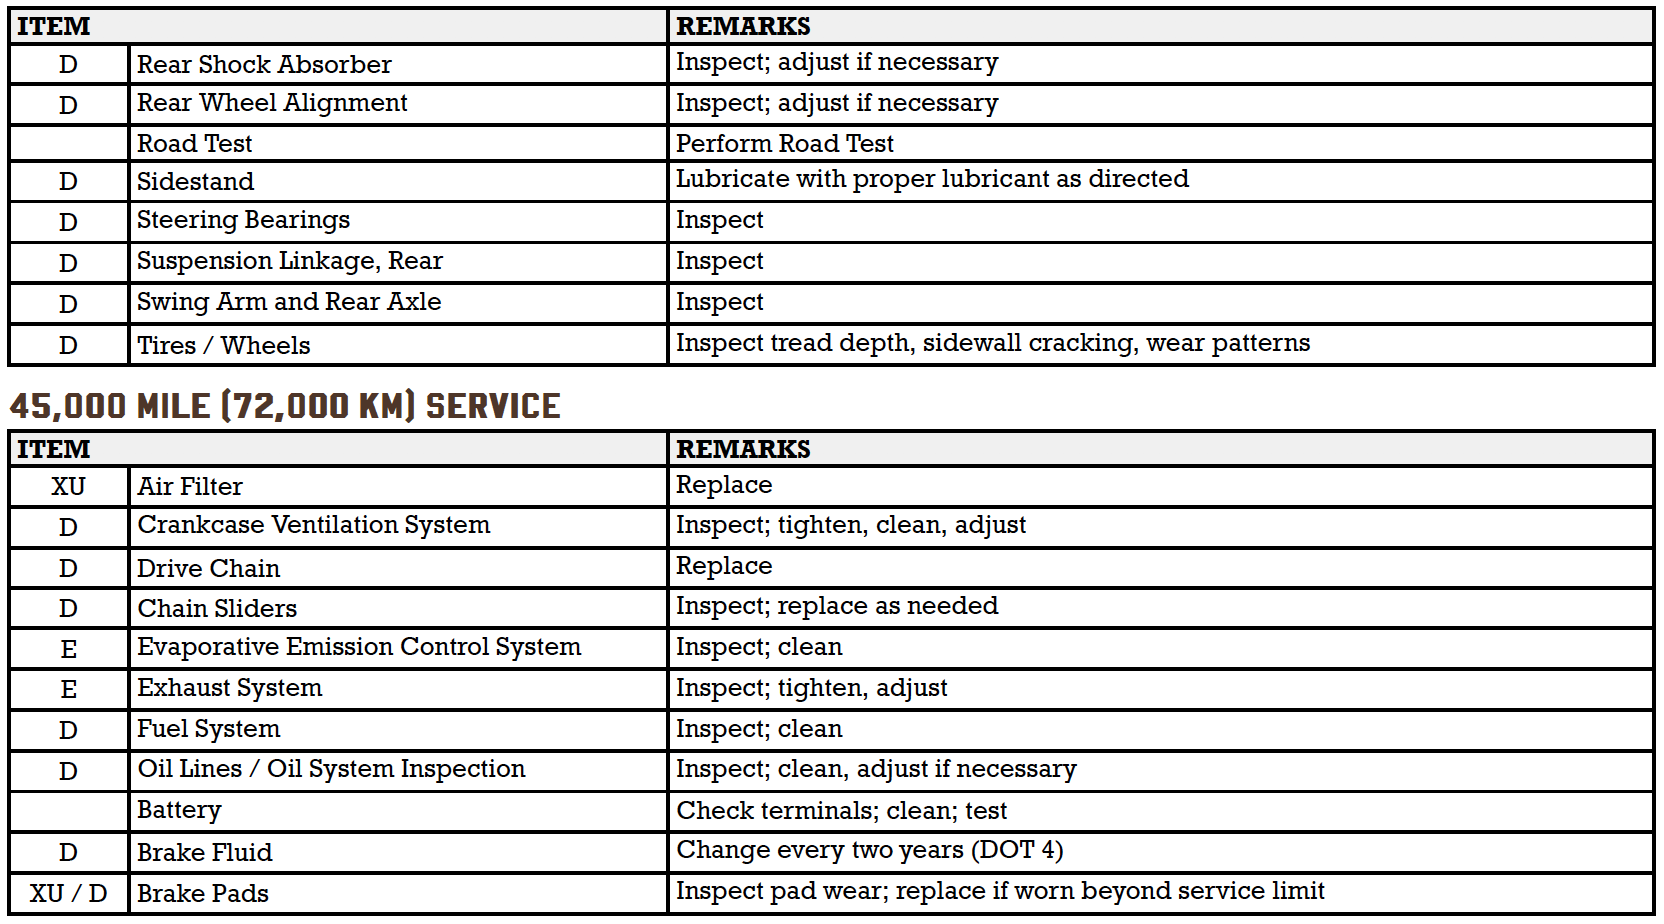 ITEM REMARKS
D Rear Shock Absorber Inspect; adjust if necessary
D Rear Wheel Alignment Inspect; adjust if necessary
Road Test Perform Road Test
D Sidestand Lubricate with proper lubricant as directed
D Steering Bearings Inspect
D Suspension Linkage, Rear Inspect
D Swing Arm and Rear Axle Inspect
D Tires / Wheels Inspect tread depth, sidewall cracking, wear patterns
45,000 MILE (72,000 KM) SERVICE
ITEM REMARKS
XU Air Filter Replace
D Crankcase Ventilation System Inspect; tighten, clean, adjust
D Drive Chain Replace
D Chain Sliders Inspect; replace as needed
E Evaporative Emission Control System Inspect; clean
E Exhaust System Inspect; tighten, adjust
D Fuel System Inspect; clean
D Oil Lines / Oil System Inspection Inspect; clean, adjust if necessary
Battery Check terminals; clean; test
D Brake Fluid Change every two years (DOT 4)
XU / D Brake Pads Inspect pad wear; replace if worn beyond service limit